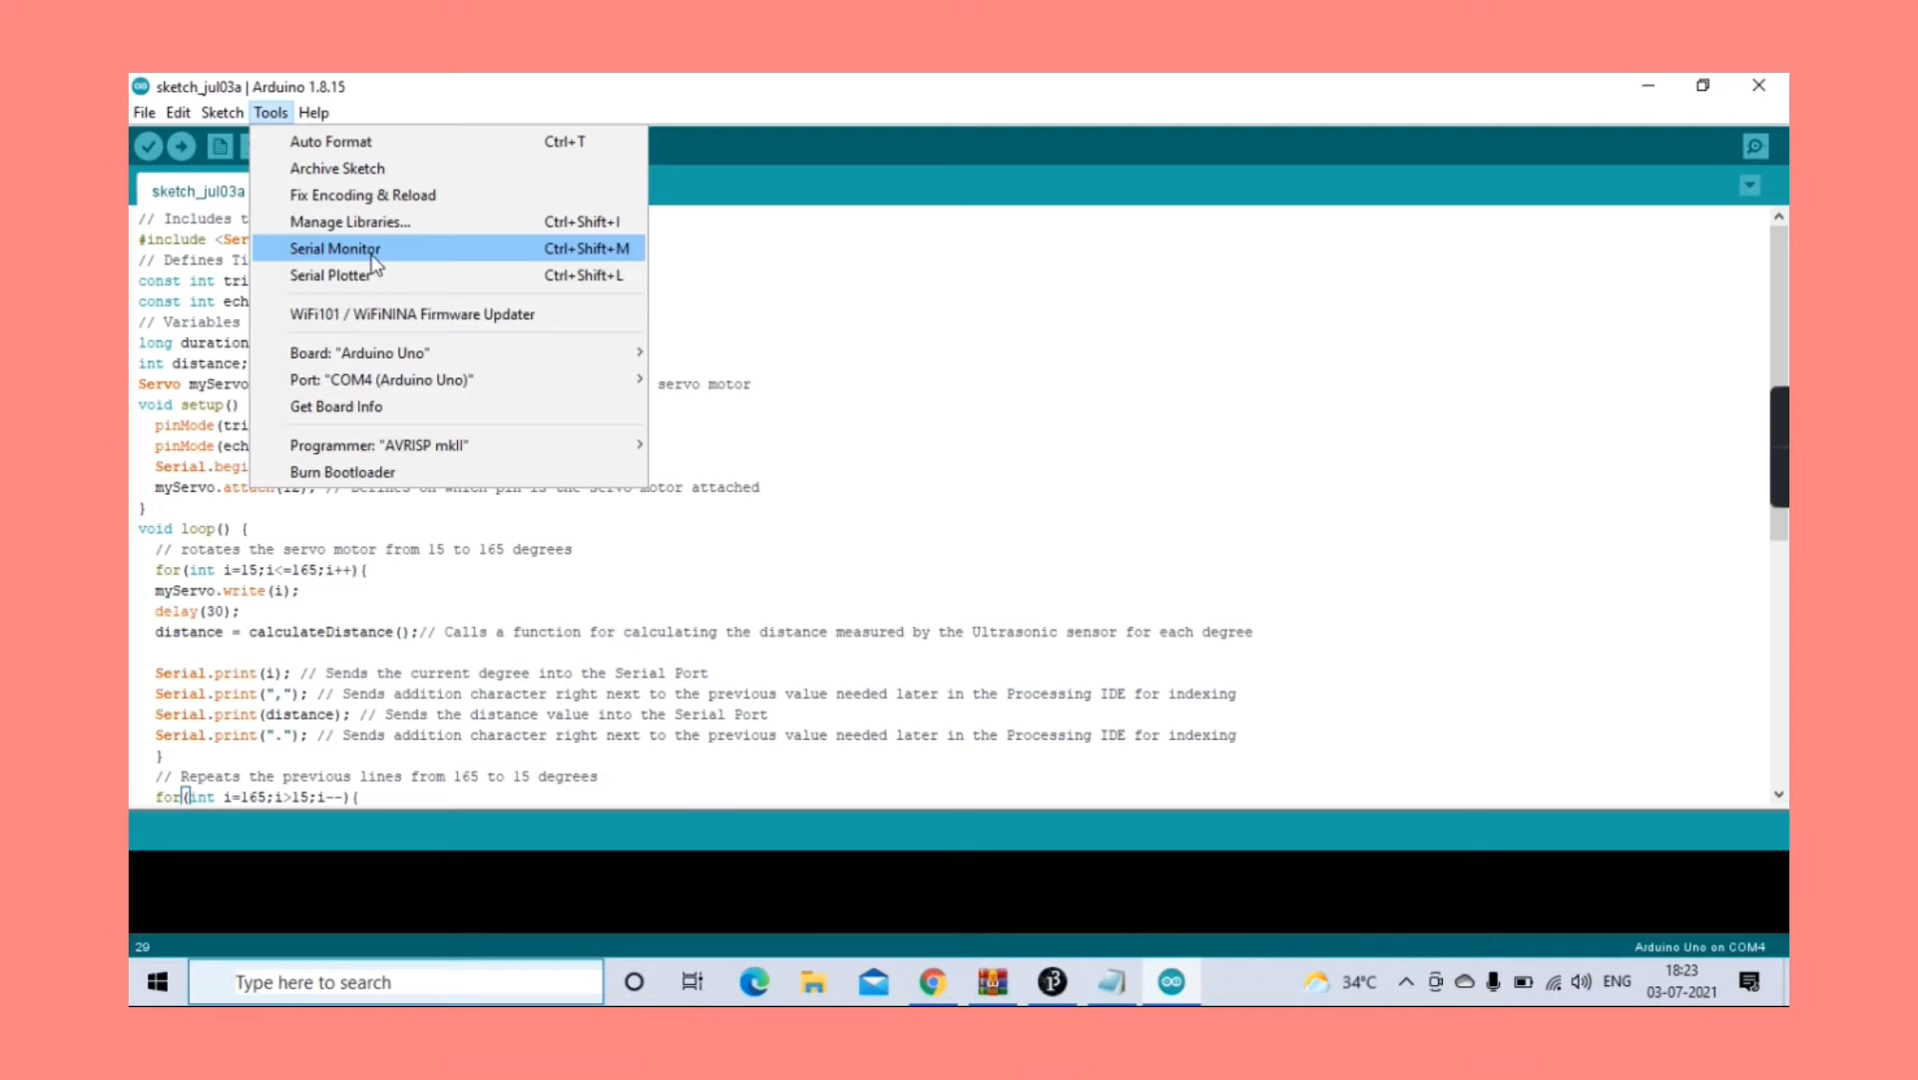 sketch_jul03a | Arduino 1.8.15
File Edit Sketch Tools Help
Auto Format Ctrl+T
Archive Sketch
Fix Encoding & Reload
Manage Libraries... Ctrl+Shift+I
Serial Monitor Ctrl+Shift+M
Serial Plotter Ctrl+Shift+L
WiFi101 / WiFiNINA Firmware Updater
Board: "Arduino Uno"
Port: "COM4 (Arduino Uno)"
Get Board Info
Programmer: "AVRISP mkII"
Burn Bootloader
sketch_jul03a
// Includes t
#include <Ser
// Defines Ti
const int tri
const int ech
// Variables
long duration
int distance;
Servo myServo servo motor
void setup()
pinMode(tri
pinMode(ech
Serial.begi
myServo.attach(12); // Defines on which pin is the servo motor attached
}
void loop() {
// rotates the servo motor from 15 to 165 degrees
for(int i=15;i<=165;i++){
myServo.write(i);
delay(30);
distance = calculateDistance();// Calls a function for calculating the distance measured by the Ultrasonic sensor for each degree
Serial.print(i); // Sends the current degree into the Serial Port
Serial.print(","); // Sends addition character right next to the previous value needed later in the Processing IDE for indexing
Serial.print(distance); // Sends the distance value into the Serial Port
Serial.print("."); // Sends addition character right next to the previous value needed later in the Processing IDE for indexing
}
// Repeats the previous lines from 165 to 15 degrees
for(int i=165;i>15;i--){
29 Arduino Uno on COM4
Type here to search 34°C ENG 18:23
03-07-2021